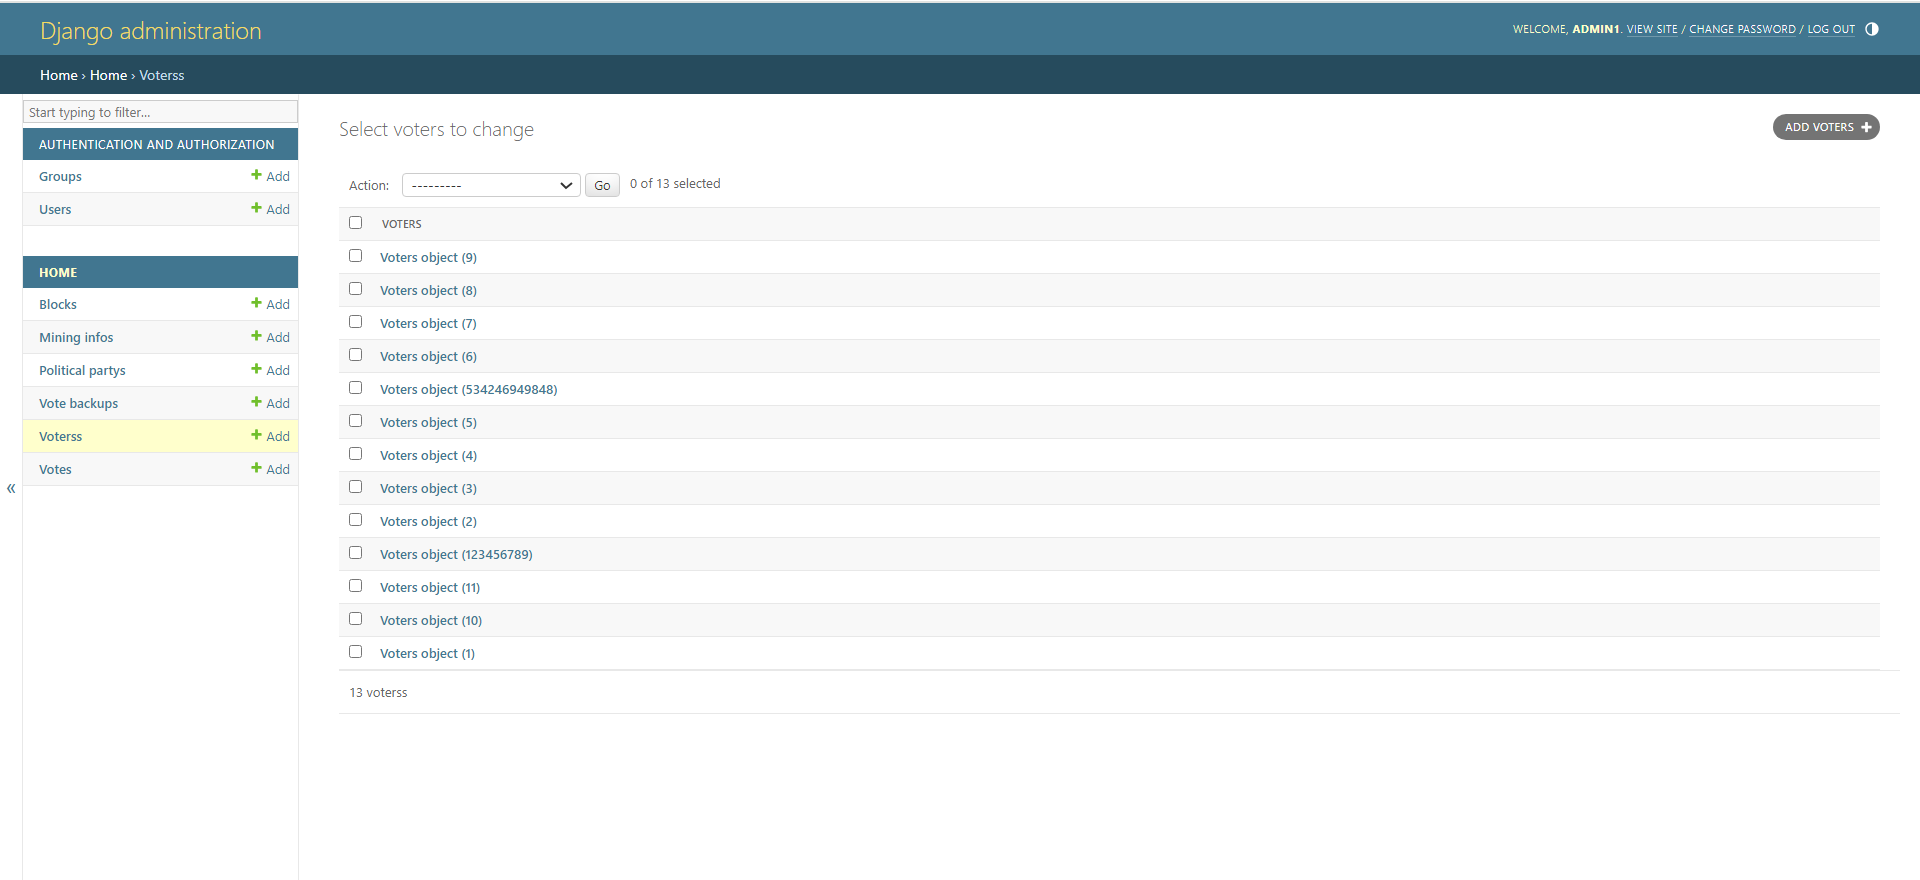 Django administration
WELCOME, ADMIN1. VIEW SITE / CHANGE PASSWORD / LOG OUT
Home › Home › Voterss
Start typing to filter...
AUTHENTICATION AND AUTHORIZATION
Groups + Add
Users + Add
HOME
Blocks + Add
Mining infos + Add
Political partys + Add
Vote backups + Add
Voterss + Add
Votes + Add
«
Select voters to change
ADD VOTERS +
Action: --------- Go 0 of 13 selected
VOTERS
Voters object (9)
Voters object (8)
Voters object (7)
Voters object (6)
Voters object (534246949848)
Voters object (5)
Voters object (4)
Voters object (3)
Voters object (2)
Voters object (123456789)
Voters object (11)
Voters object (10)
Voters object (1)
13 voterss